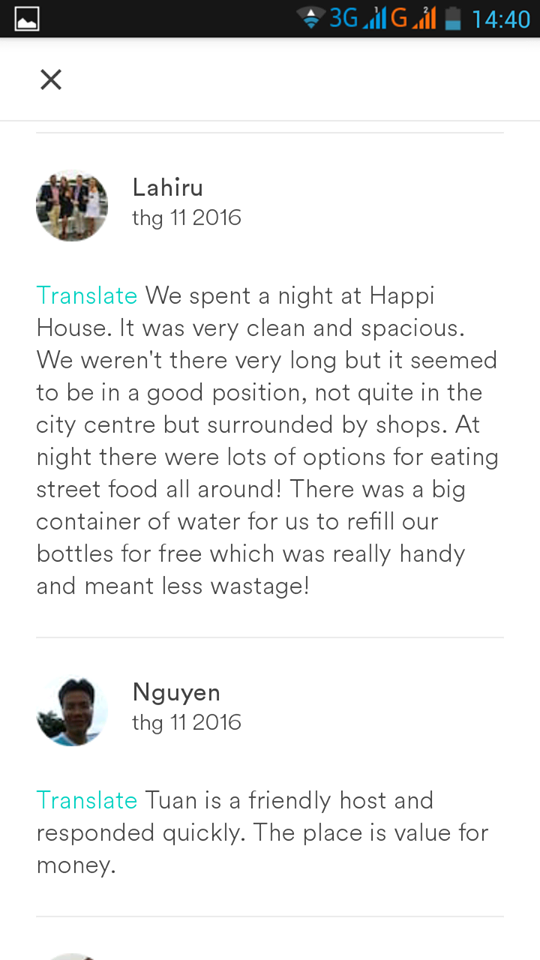 3G 1 G 2 14:40
Lahiru
thg 11 2016
Translate We spent a night at Happi
House. It was very clean and spacious.
We weren't there very long but it seemed
to be in a good position, not quite in the
city centre but surrounded by shops. At
night there were lots of options for eating
street food all around! There was a big
container of water for us to refill our
bottles for free which was really handy
and meant less wastage!
Nguyen
thg 11 2016
Translate Tuan is a friendly host and
responded quickly. The place is value for
money.